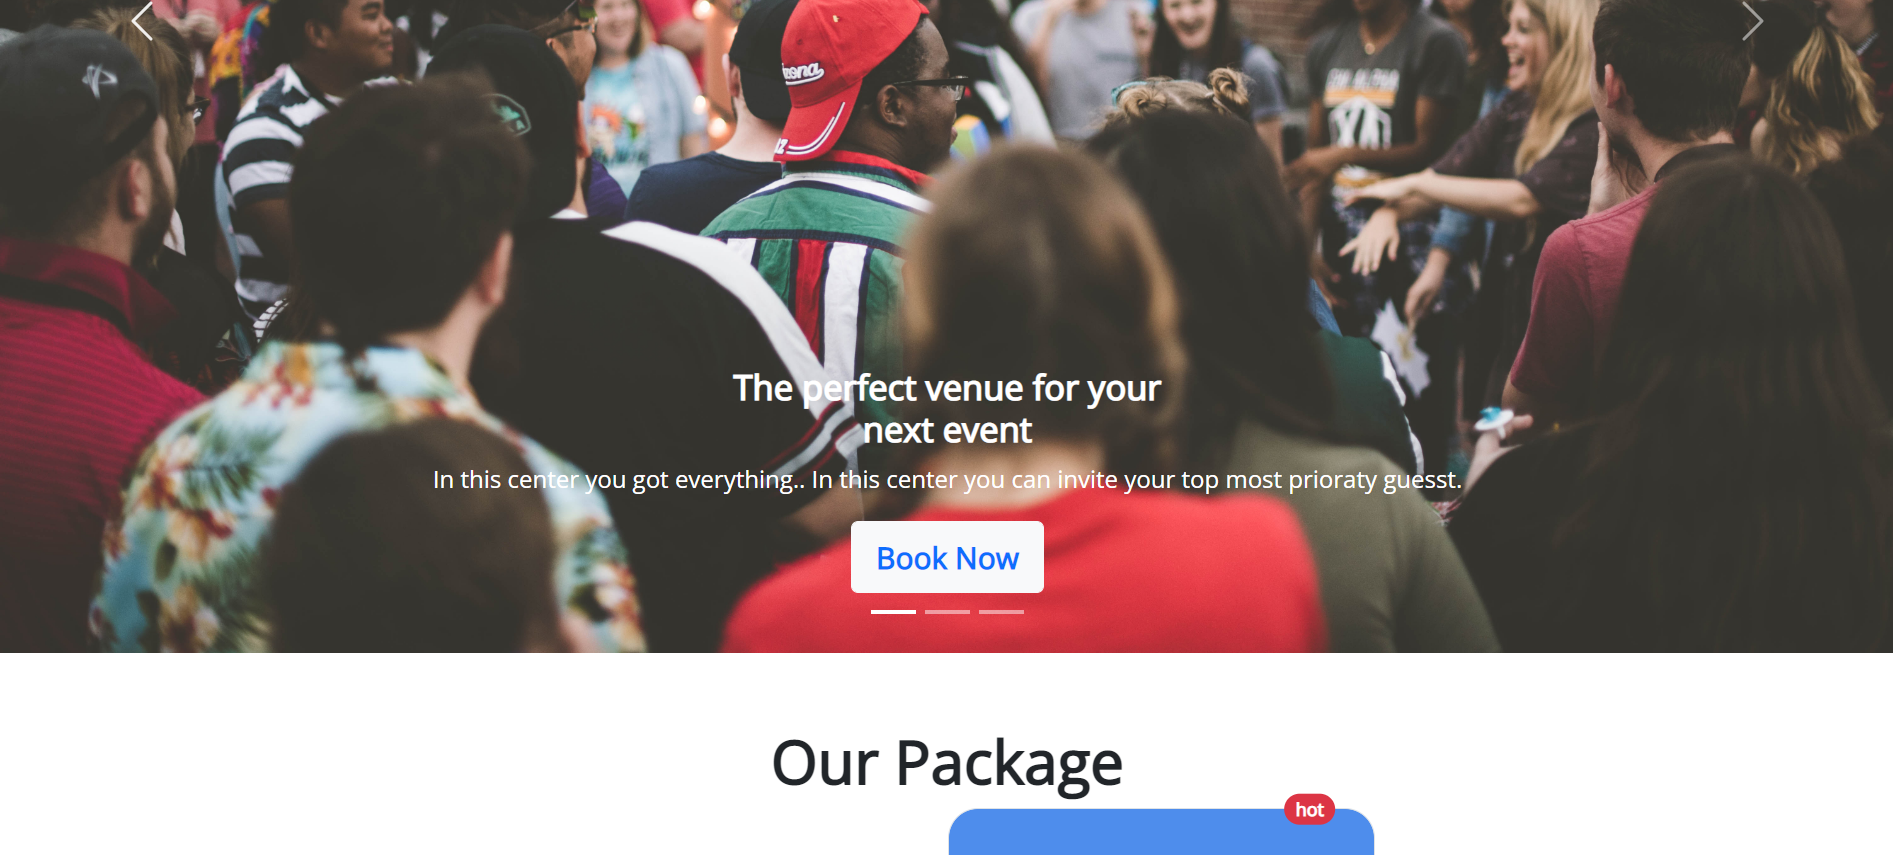 The perfect venue for your
next event
In this center you got everything.. In this center you can invite your top most prioraty guesst.
Book Now
Our Package
hot